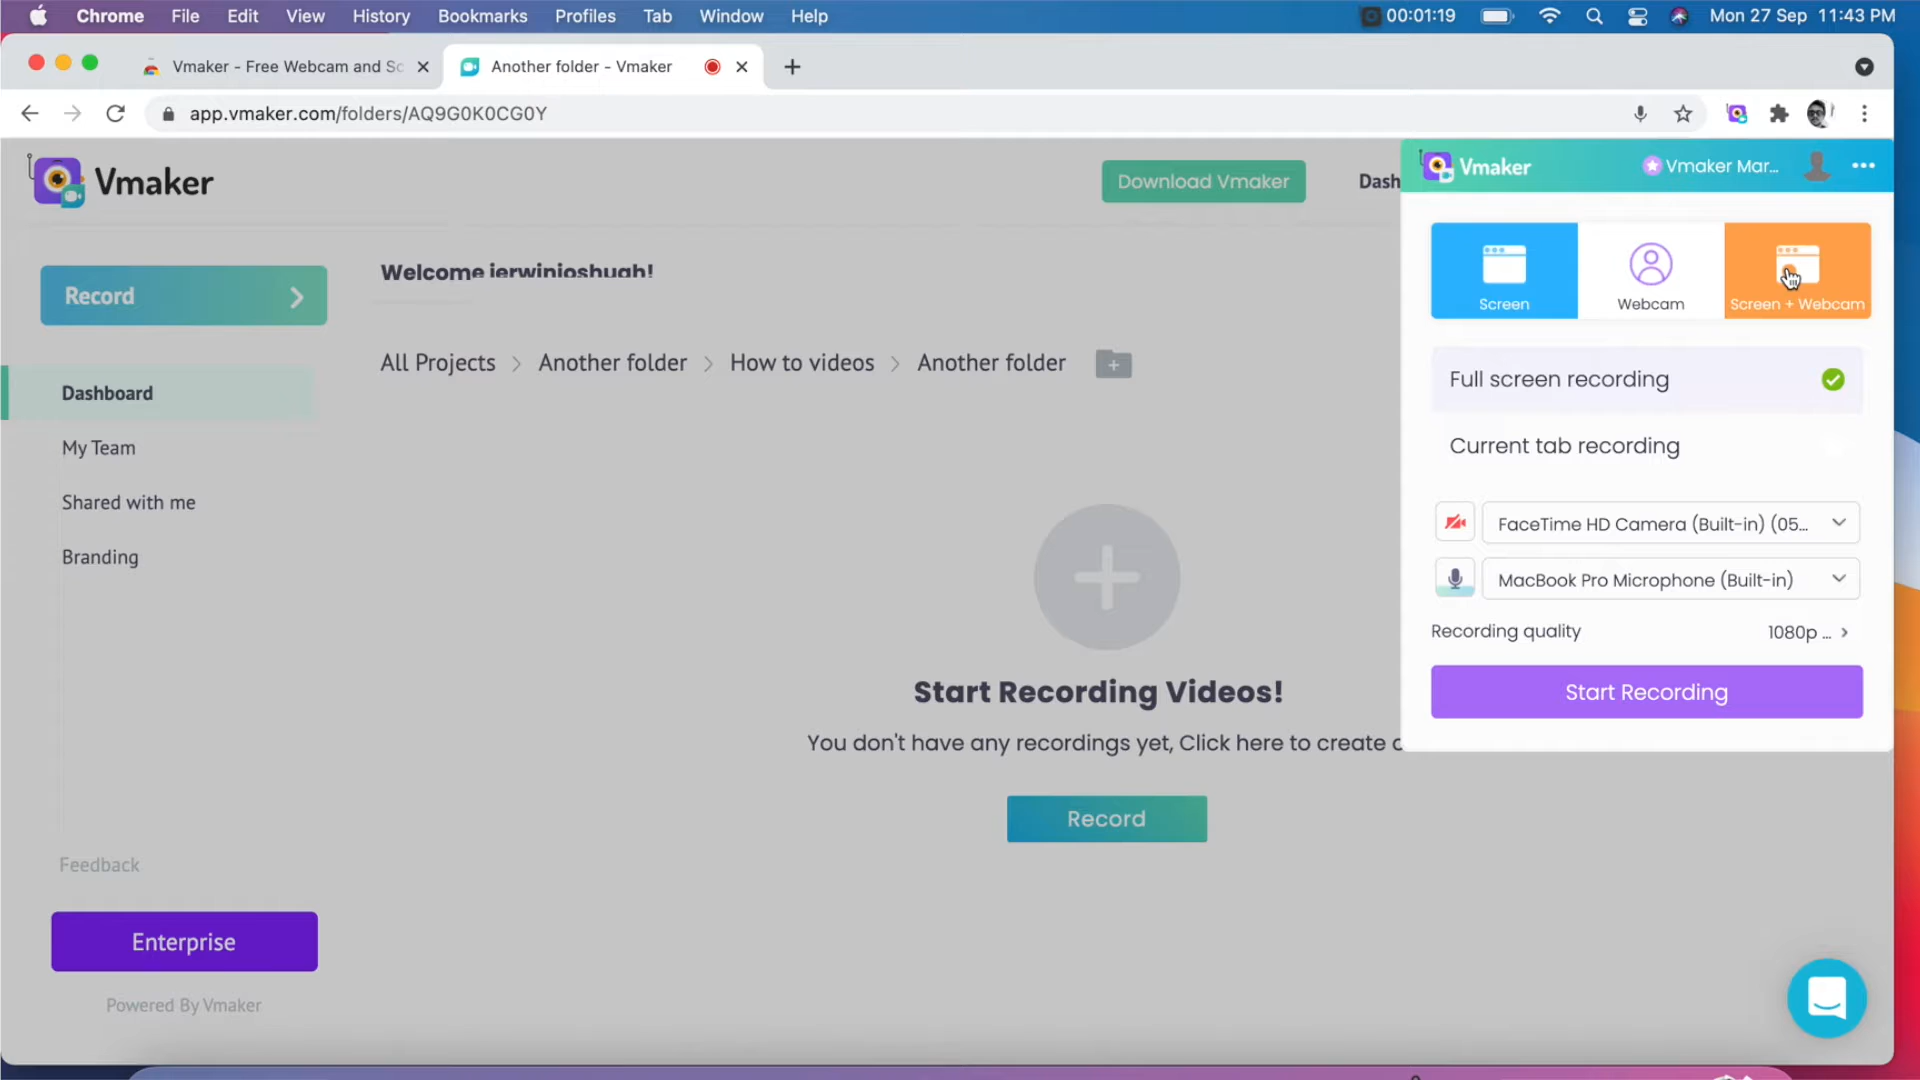 Chrome File Edit View History Bookmarks Profiles Tab Window Help 00:01:19 Mon 27 Sep 11:43 PM
Vmaker - Free Webcam and Sc
Another folder - Vmaker
app.vmaker.com/folders/AQ9G0K0CG0Y
Vmaker
Download Vmaker
Dash
Vmaker
Vmaker Mar...
Screen
Webcam
Screen + Webcam
Record
Welcome jerwinjoshugh!
All Projects > Another folder > How to videos > Another folder
Full screen recording
Dashboard
Current tab recording
My Team
Shared with me
FaceTime HD Camera (Built-in) (05...
Branding
MacBook Pro Microphone (Built-in)
Recording quality
1080p ...
Start Recording Videos!
Start Recording
You don't have any recordings yet, Click here to create
Record
Feedback
Enterprise
Powered By Vmaker